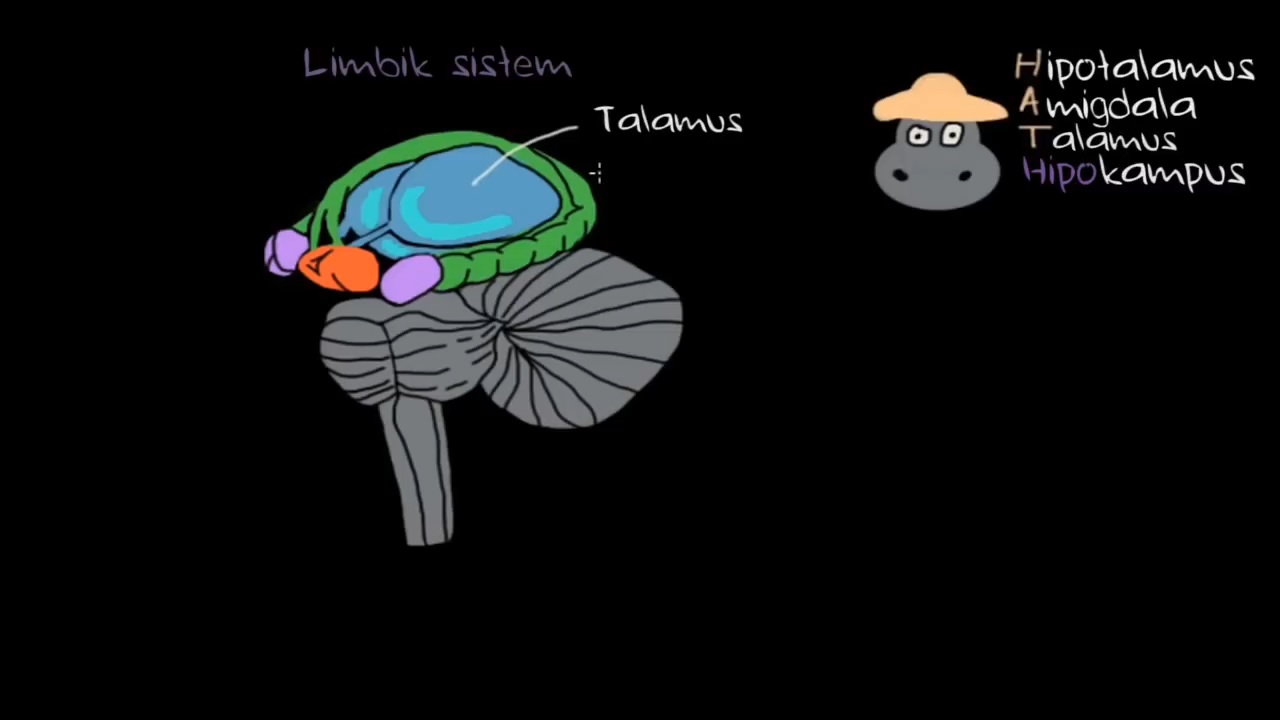 Limbik sistem
Talamus
Hipotalamus
Amigdala
Talamus
Hipokampus